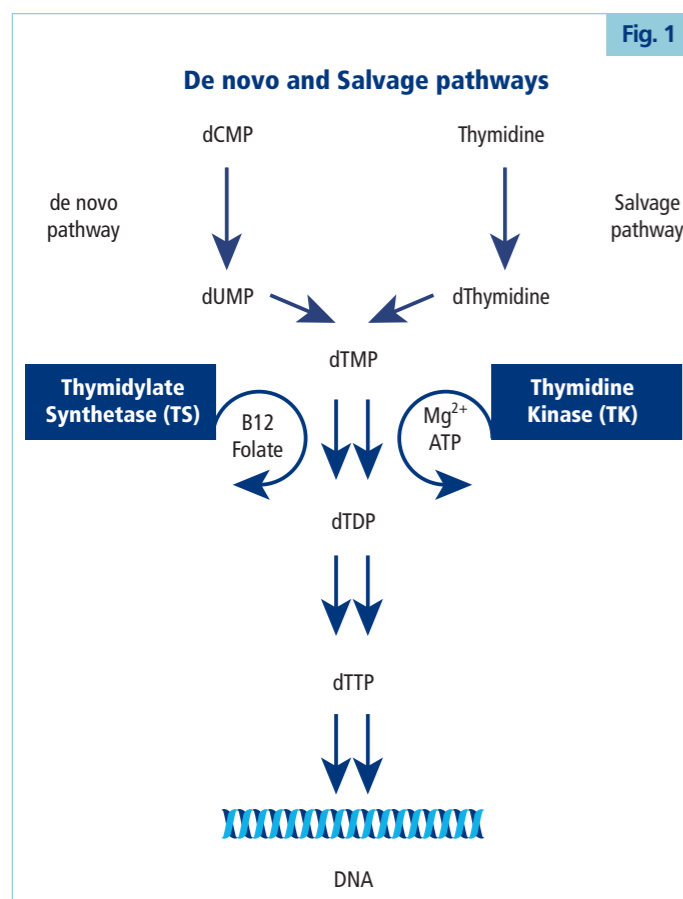 Fig. 1
De novo and Salvage pathways
dCMP
Thymidine
de novo
pathway
Salvage
pathway
dUMP
dThymidine
dTMP
Thymidylate
Synthetase (TS)
B12
Folate
Mg²⁺
ATP
Thymidine
Kinase (TK)
dTDP
dTTP
DNA